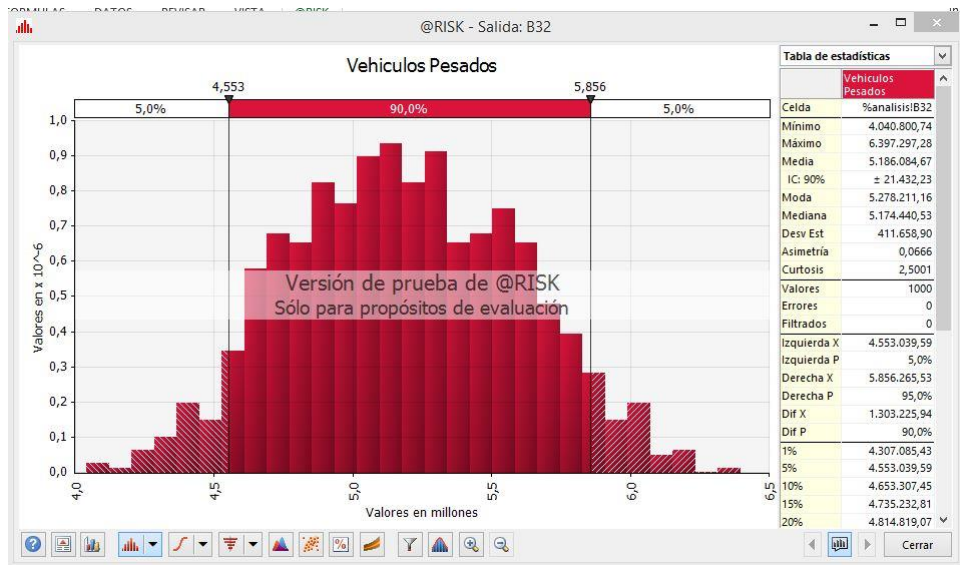 FORMULAS DATOS REVISAR VISTA @RISK
@RISK - Salida: B32
Vehiculos Pesados
4,553 5,856
5,0% 90,0% 5,0%
1,0
0,9
0,8
0,7
0,6
0,5
0,4
0,3
0,2
0,1
0,0
Valores en x 10^-6
Versión de prueba de @RISK
Sólo para propósitos de evaluación
4,0 4,5 5,0 5,5 6,0 6,5
Valores en millones
Tabla de estadísticas
Vehiculos
Pesados
Celda %analisis!B32
Mínimo 4.040.800,74
Máximo 6.397.297,28
Media 5.186.084,67
IC: 90% ± 21.432,23
Moda 5.278.211,16
Mediana 5.174.440,53
Desv Est 411.658,90
Asimetría 0,0666
Curtosis 2,5001
Valores 1000
Errores 0
Filtrados 0
Izquierda X 4.553.039,59
Izquierda P 5,0%
Derecha X 5.856.265,53
Derecha P 95,0%
Dif X 1.303.225,94
Dif P 90,0%
1% 4.307.085,43
5% 4.553.039,59
10% 4.653.307,45
15% 4.735.232,81
20% 4.814.819,07
Cerrar